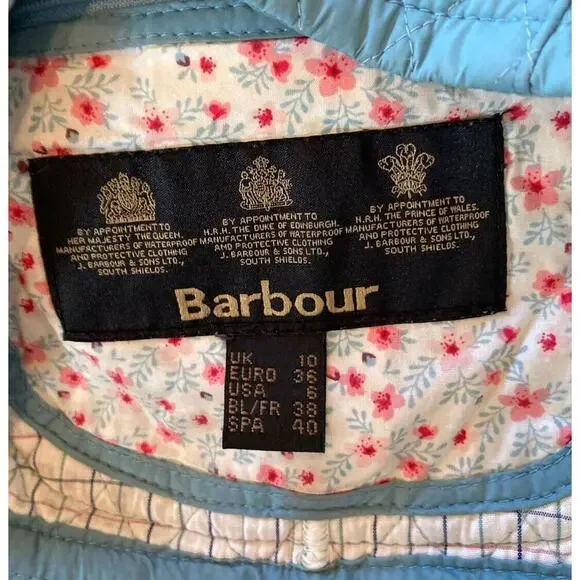 BY APPOINTMENT TO
HER MAJESTY THE QUEEN.
MANUFACTURERS OF WATERPROOF
AND PROTECTIVE CLOTHING
J. BARBOUR & SONS LTD.,
SOUTH SHIELDS.
BY APPOINTMENT TO
H.R.H. THE DUKE OF EDINBURGH.
MANUFACTURERS OF WATERPROOF
AND PROTECTIVE CLOTHING
J. BARBOUR & SONS LTD.,
SOUTH SHIELDS.
BY APPOINTMENT TO
H.R.H. THE PRINCE OF WALES.
MANUFACTURERS OF WATERPROOF
AND PROTECTIVE CLOTHING
J. BARBOUR & SONS LTD.,
SOUTH SHIELDS.
Barbour
UK 10
EURO 36
USA 6
BL/FR 38
SPA 40